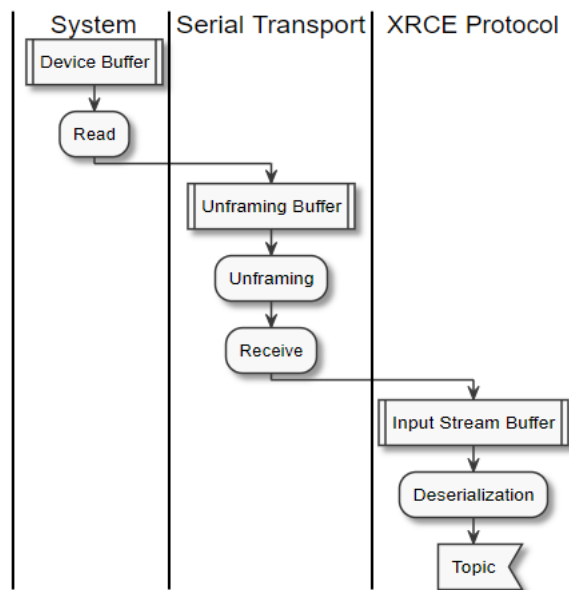 System
Serial Transport
XRCE Protocol
Device Buffer
Read
Unframing Buffer
Unframing
Receive
Input Stream Buffer
Deserialization
Topic